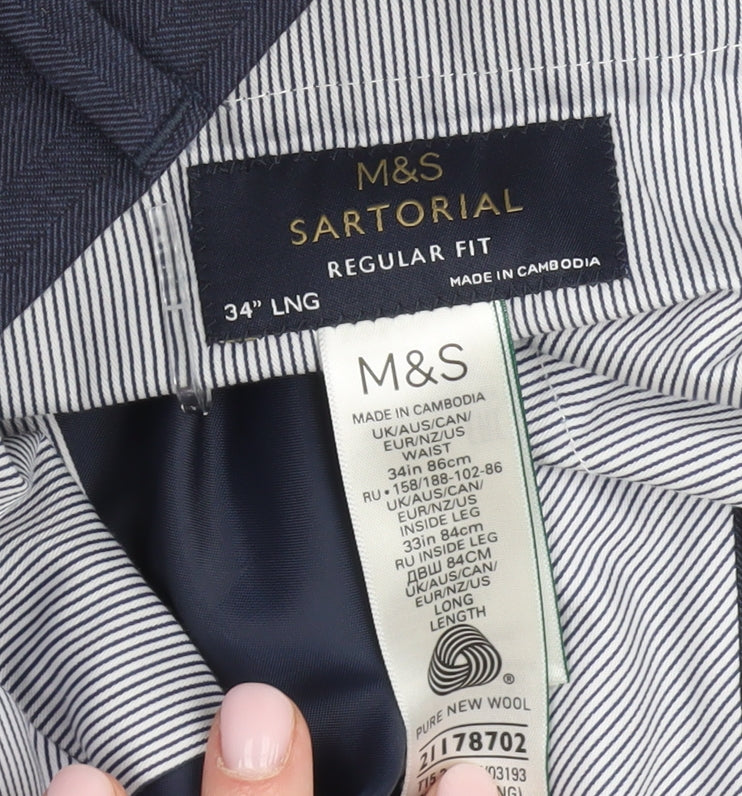 M&S
SARTORIAL
REGULAR FIT
34" LNG
MADE IN CAMBODIA
M&S
MADE IN CAMBODIA
UK/AUS/CAN/
EUR/NZ/US
WAIST
34in 86cm
RU • 158/188-102-86
UK/AUS/CAN/
EUR/NZ/US
INSIDE LEG
33in 84cm
RU INSIDE LEG
ДВШ 84CM
UK/AUS/CAN/
EUR/NZ/US
LONG
LENGTH
®
PURE NEW WOOL
21178702